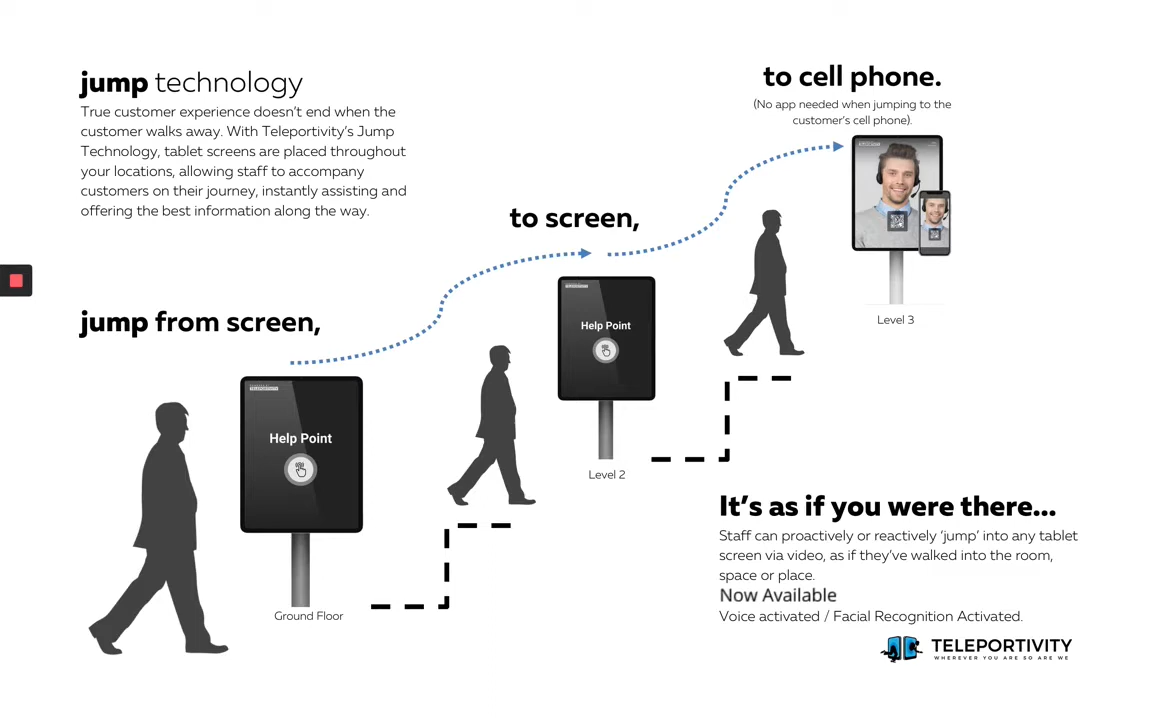 jump technology
True customer experience doesn't end when the
customer walks away. With Teleportivity's Jump
Technology, tablet screens are placed throughout
your locations, allowing staff to accompany
customers on their journey, instantly assisting and
offering the best information along the way.
to cell phone.
(No app needed when jumping to the
customer's cell phone).
to screen,
jump from screen,
Help Point
Level 3
TELEPORTIVITY
Help Point
Level 2
Ground Floor
It's as if you were there...
Staff can proactively or reactively 'jump' into any tablet
screen via video, as if they've walked into the room,
space or place.
Now Available
Voice activated / Facial Recognition Activated.
TELEPORTIVITY
WHEREVER YOU ARE SO ARE WE